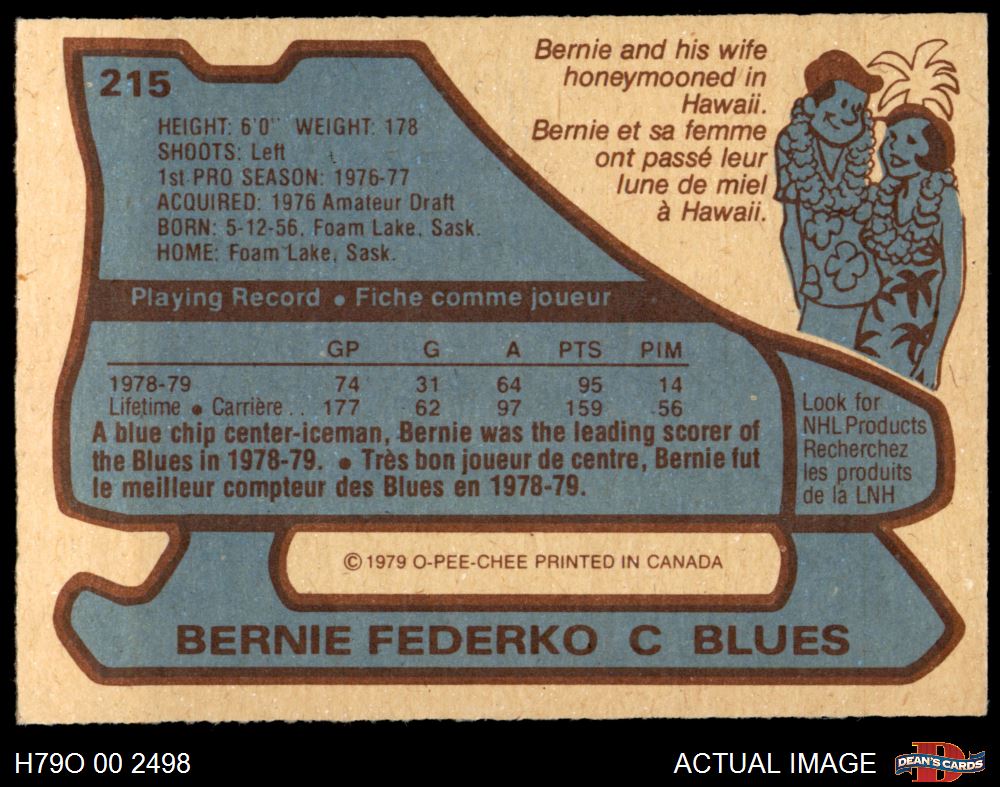 215
Bernie and his wife
honeymooned in
Hawaii.
Bernie et sa femme
ont passé leur
lune de miel
à Hawaii.
HEIGHT: 6'0" WEIGHT: 178
SHOOTS: Left
1st PRO SEASON: 1976-77
ACQUIRED: 1976 Amateur Draft
BORN: 5-12-56, Foam Lake, Sask.
HOME: Foam Lake, Sask.
Playing Record • Fiche comme joueur
GP G A PTS PIM
1978-79 74 31 64 95 14
Lifetime • Carrière . . 177 62 97 159 56
A blue chip center-iceman, Bernie was the leading scorer of
the Blues in 1978-79. • Très bon joueur de centre, Bernie fut
le meilleur compteur des Blues en 1978-79.
Look for
NHL Products
Recherchez
les produits
de la LNH
© 1979 O-PEE-CHEE PRINTED IN CANADA
BERNIE FEDERKO C BLUES
H79O 00 2498
ACTUAL IMAGE
D
DEAN'S CARDS